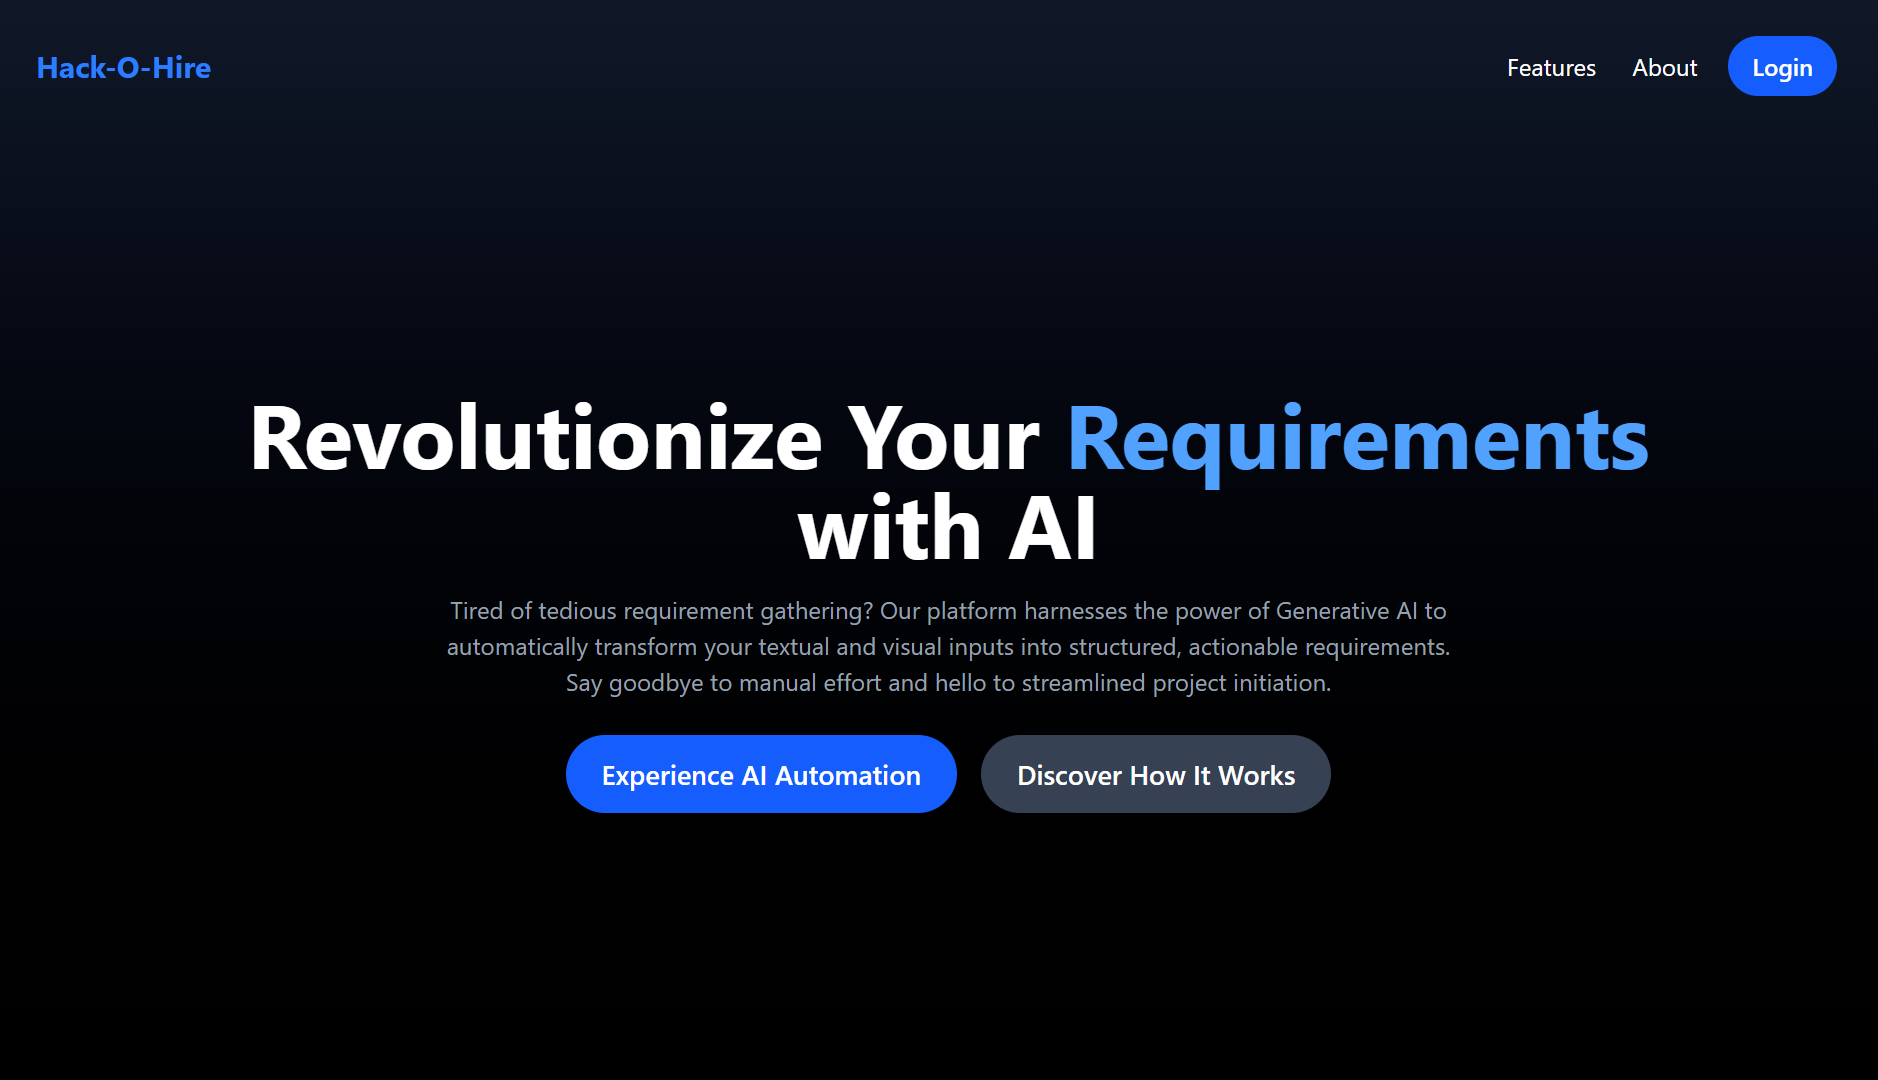 Hack-O-Hire
Features
About
Login
Revolutionize Your Requirements
with AI
Tired of tedious requirement gathering? Our platform harnesses the power of Generative AI to
automatically transform your textual and visual inputs into structured, actionable requirements.
Say goodbye to manual effort and hello to streamlined project initiation.
Experience AI Automation
Discover How It Works